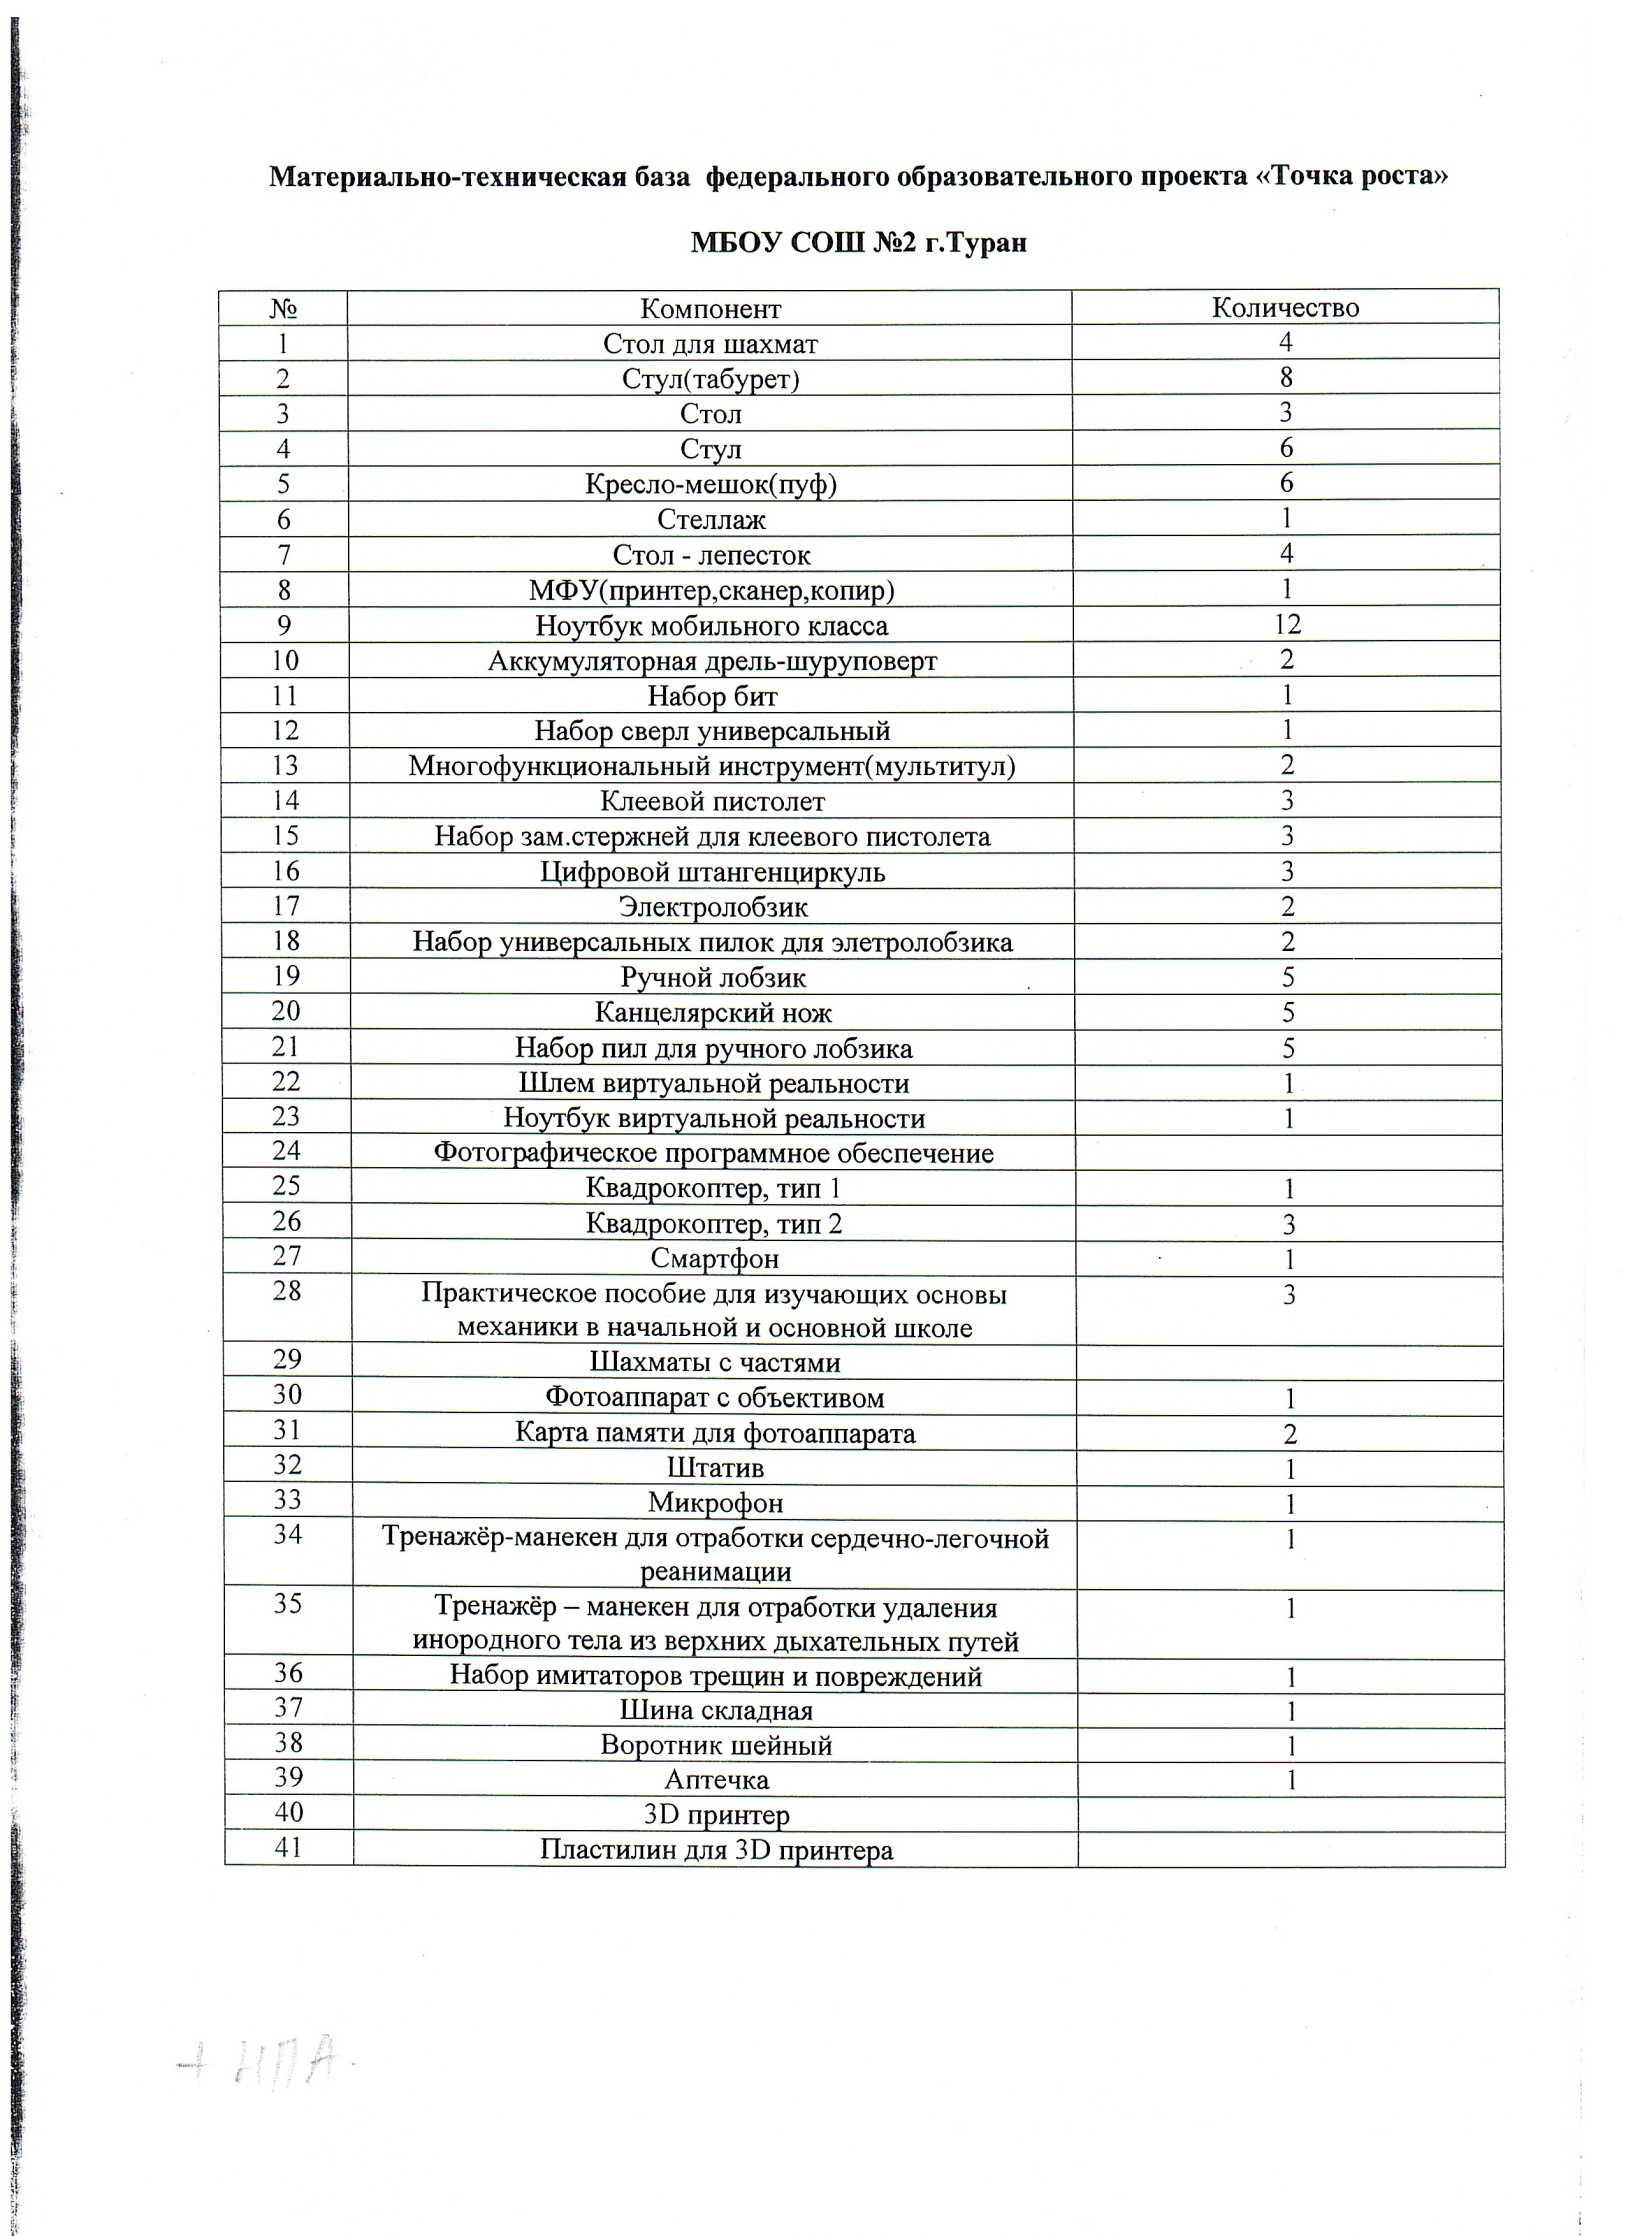 Материально-техническая база федерального образовательного проекта «Точка роста»
МБОУ СОШ №2 г.Туран
№ Компонент Количество
1 Стол для шахмат 4
2 Стул(табурет) 8
3 Стол 3
4 Стул 6
5 Кресло-мешок(пуф) 6
6 Стеллаж 1
7 Стол - лепесток 4
8 МФУ(принтер,сканер,копир) 1
9 Ноутбук мобильного класса 12
10 Аккумуляторная дрель-шуруповерт 2
11 Набор бит 1
12 Набор сверл универсальный 1
13 Многофункциональный инструмент(мультитул) 2
14 Клеевой пистолет 3
15 Набор зам.стержней для клеевого пистолета 3
16 Цифровой штангенциркуль 3
17 Электролобзик 2
18 Набор универсальных пилок для элетролобзика 2
19 Ручной лобзик 5
20 Канцелярский нож 5
21 Набор пил для ручного лобзика 5
22 Шлем виртуальной реальности 1
23 Ноутбук виртуальной реальности 1
24 Фотографическое программное обеспечение
25 Квадрокоптер, тип 1 1
26 Квадрокоптер, тип 2 3
27 Смартфон 1
28 Практическое пособие для изучающих основы 3
механики в начальной и основной школе
29 Шахматы с частями
30 Фотоаппарат с объективом 1
31 Карта памяти для фотоаппарата 2
32 Штатив 1
33 Микрофон 1
34 Тренажёр-манекен для отработки сердечно-легочной 1
реанимации
35 Тренажёр – манекен для отработки удаления 1
инородного тела из верхних дыхательных путей
36 Набор имитаторов трещин и повреждений 1
37 Шина складная 1
38 Воротник шейный 1
39 Аптечка 1
40 3D принтер
41 Пластилин для 3D принтера
+ НПА.